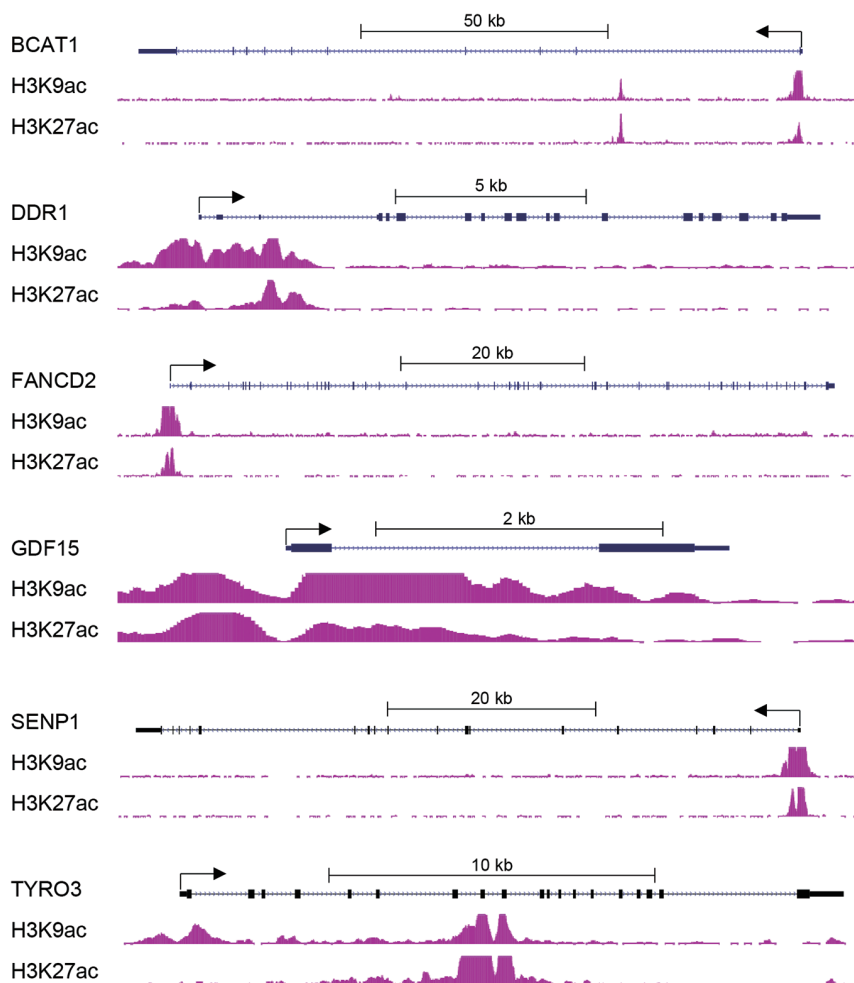 50 kb
BCAT1
H3K9ac
H3K27ac
5 kb
DDR1
H3K9ac
H3K27ac
20 kb
FANCD2
H3K9ac
H3K27ac
2 kb
GDF15
H3K9ac
H3K27ac
20 kb
SENP1
H3K9ac
H3K27ac
10 kb
TYRO3
H3K9ac
H3K27ac